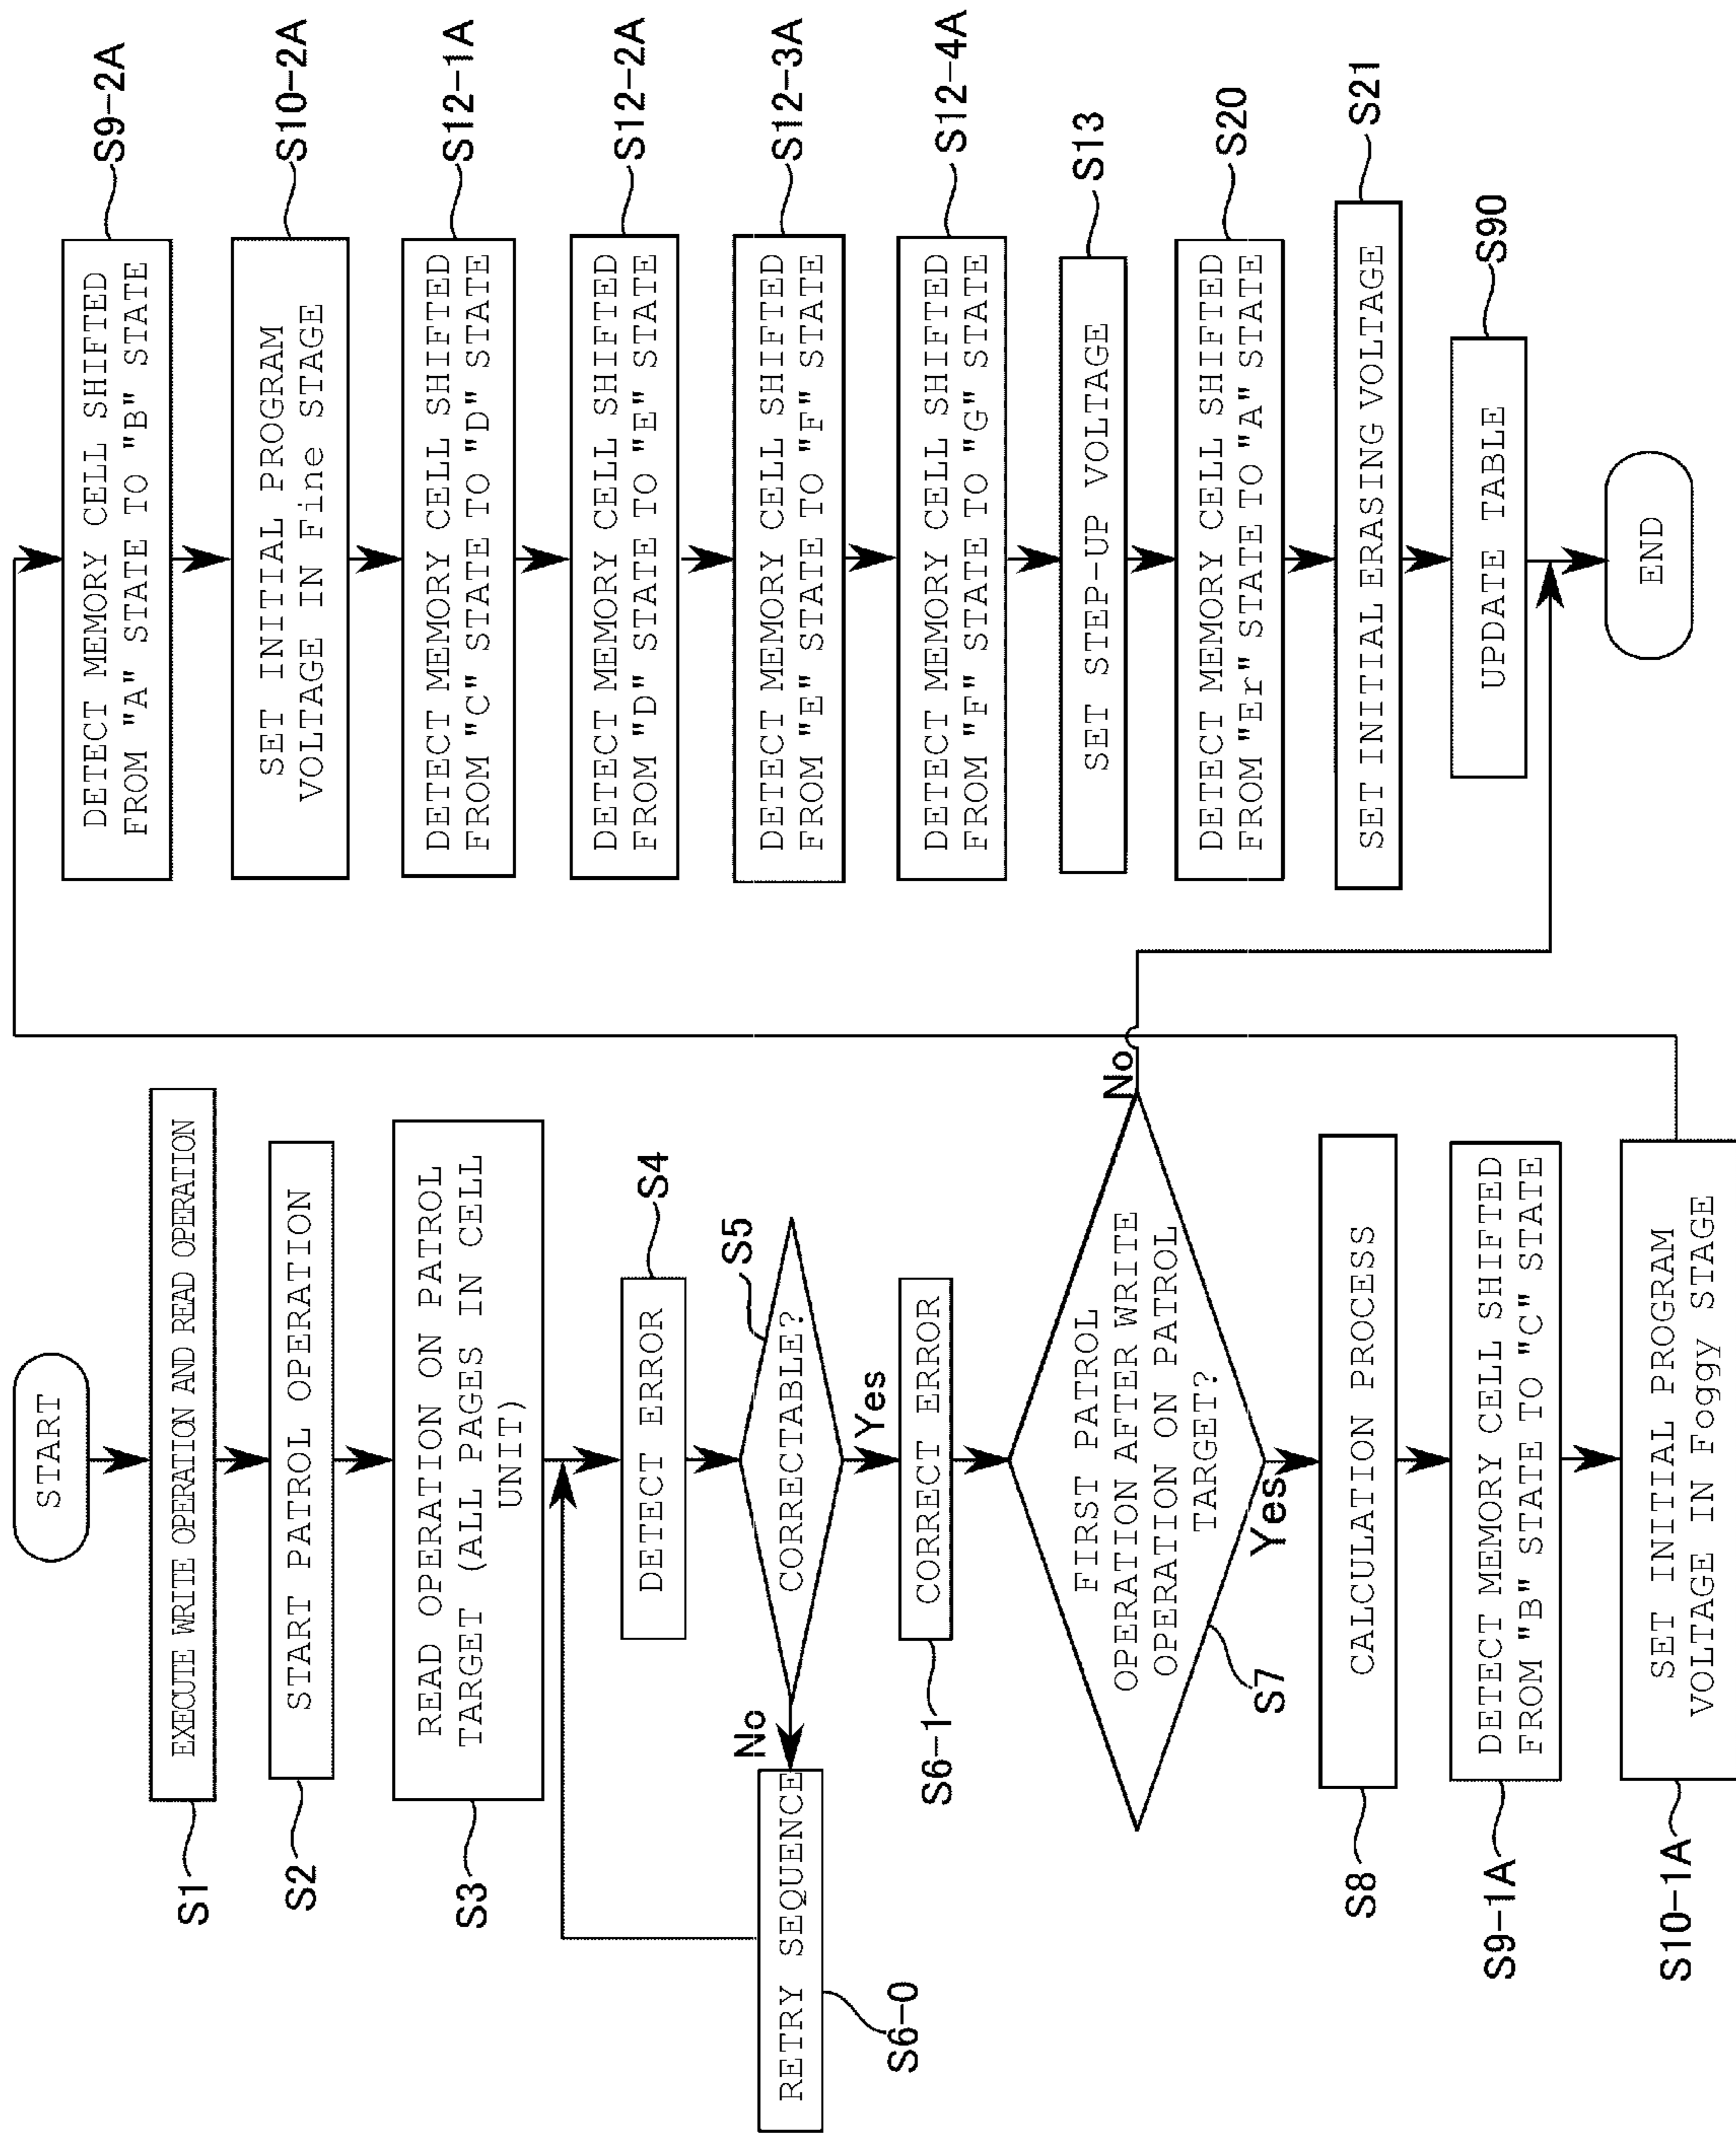 START
EXECUTE WRITE OPERATION AND READ OPERATION
S1
START PATROL OPERATION
S2
READ OPERATION ON PATROL
TARGET (ALL PAGES IN CELL
UNIT)
S3
DETECT ERROR
S4
CORRECTABLE?
S5
No
Yes
RETRY SEQUENCE
S6-0
CORRECT ERROR
S6-1
FIRST PATROL
OPERATION AFTER WRITE
OPERATION ON PATROL
TARGET?
S7
No
Yes
CALCULATION PROCESS
S8
DETECT MEMORY CELL SHIFTED
FROM "B" STATE TO "C" STATE
S9-1A
SET INITIAL PROGRAM
VOLTAGE IN Foggy STAGE
S10-1A
DETECT MEMORY CELL SHIFTED
FROM "A" STATE TO "B" STATE
S9-2A
SET INITIAL PROGRAM
VOLTAGE IN Fine STAGE
S10-2A
DETECT MEMORY CELL SHIFTED
FROM "C" STATE TO "D" STATE
S12-1A
DETECT MEMORY CELL SHIFTED
FROM "D" STATE TO "E" STATE
S12-2A
DETECT MEMORY CELL SHIFTED
FROM "E" STATE TO "F" STATE
S12-3A
DETECT MEMORY CELL SHIFTED
FROM "F" STATE TO "G" STATE
S12-4A
SET STEP-UP VOLTAGE
S13
DETECT MEMORY CELL SHIFTED
FROM "Er" STATE TO "A" STATE
S20
SET INITIAL ERASING VOLTAGE
S21
UPDATE TABLE
S90
END